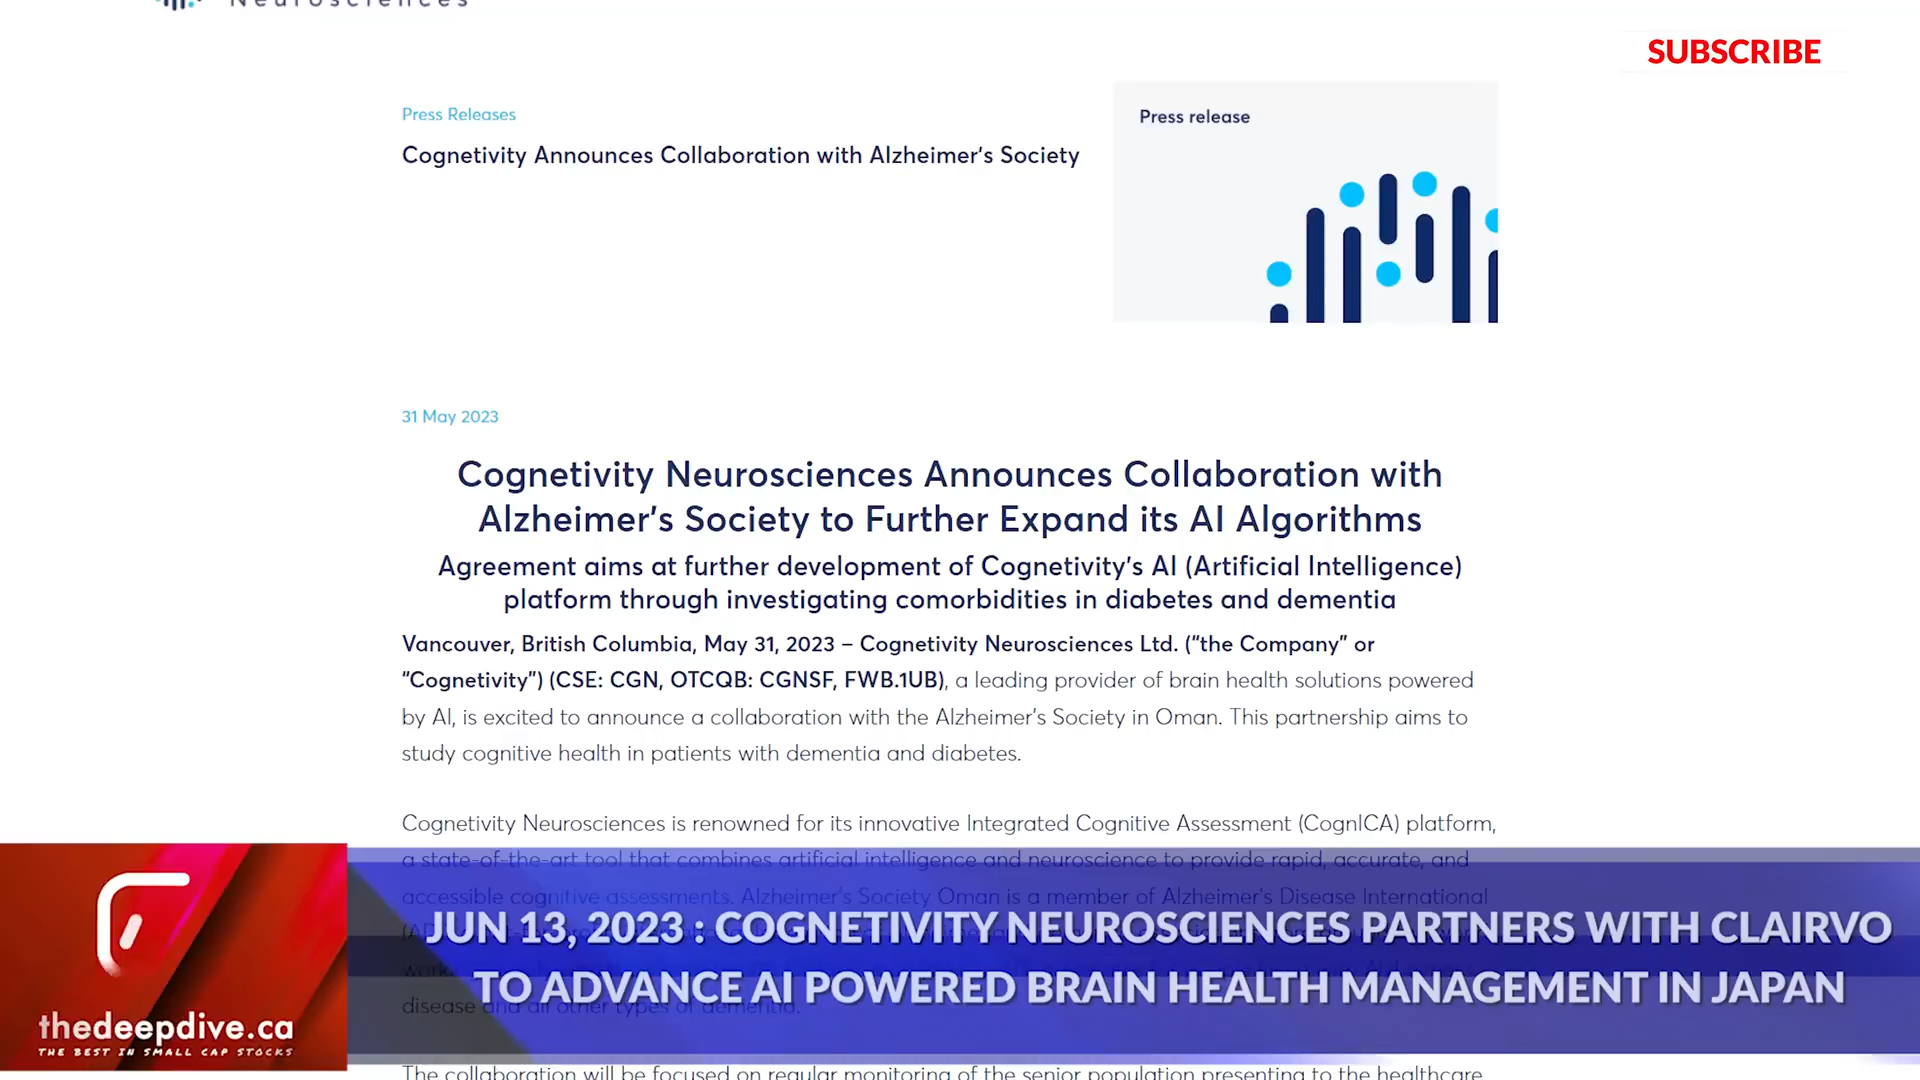 Neurosciences
SUBSCRIBE
Press Releases
Cognetivity Announces Collaboration with Alzheimer's Society
Press release
31 May 2023
Cognetivity Neurosciences Announces Collaboration with
Alzheimer's Society to Further Expand its AI Algorithms
Agreement aims at further development of Cognetivity's AI (Artificial Intelligence)
platform through investigating comorbidities in diabetes and dementia
Vancouver, British Columbia, May 31, 2023 – Cognetivity Neurosciences Ltd. (“the Company” or
“Cognetivity”) (CSE: CGN, OTCQB: CGNSF, FWB.1UB), a leading provider of brain health solutions powered
by AI, is excited to announce a collaboration with the Alzheimer's Society in Oman. This partnership aims to
study cognitive health in patients with dementia and diabetes.
Cognetivity Neurosciences is renowned for its innovative Integrated Cognitive Assessment (CognICA) platform,
a state-of-the-art tool that combines artificial intelligence and neuroscience to provide rapid, accurate, and
accessible cognitive assessments. Alzheimer's Society Oman is a member of Alzheimer's Disease International
JUN 13, 2023 : COGNETIVITY NEUROSCIENCES PARTNERS WITH CLAIRVO
TO ADVANCE AI POWERED BRAIN HEALTH MANAGEMENT IN JAPAN
disease and all other types of dementia.
thedeepdive.ca
THE BEST IN SMALL CAP STOCKS
The collaboration will be focused on regular monitoring of the senior population presenting to the healthcare